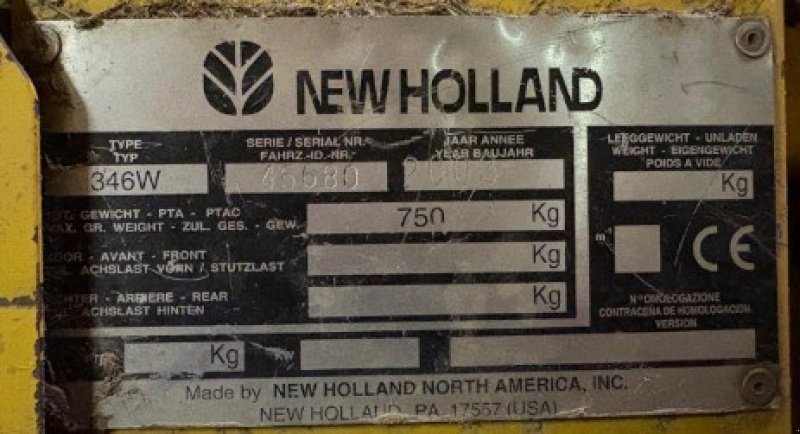 NEW HOLLAND
TYPE
TYP
346W
SERIE / SERIAL NR.
FAHRZ.-ID.-NR.
45680
JAAR ANNEE
YEAR BAUJAHR
LEEGGEWICHT - UNLADEN
WEIGHT - EIGENGEWICHT
POIDS A VIDE
Kg
GEWICHT - PTA - PTAC
GR. WEIGHT - ZUL. GES. - GEW.
750 Kg
- AVANT - FRONT
ACHSLAST VORN / STUTZLAST
Kg
- ARRIERE - REAR
ACHSLAST HINTEN
Kg
CE
N° OMOLOGAZIONE
CONTRACENA DE HOMOLOGACION
VERSION
Kg
Made by NEW HOLLAND NORTH AMERICA, INC.
NEW HOLLAND, PA 17557 (USA)